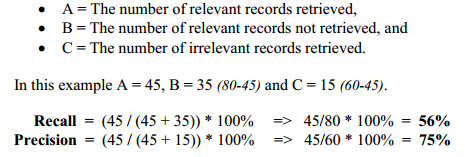 • A = The number of relevant records retrieved,
• B = The number of relevant records not retrieved, and
• C = The number of irrelevant records retrieved.
In this example A = 45, B = 35 (80-45) and C = 15 (60-45).
Recall = (45 / (45 + 35)) * 100% => 45/80 * 100% = 56%
Precision = (45 / (45 + 15)) * 100% => 45/60 * 100% = 75%